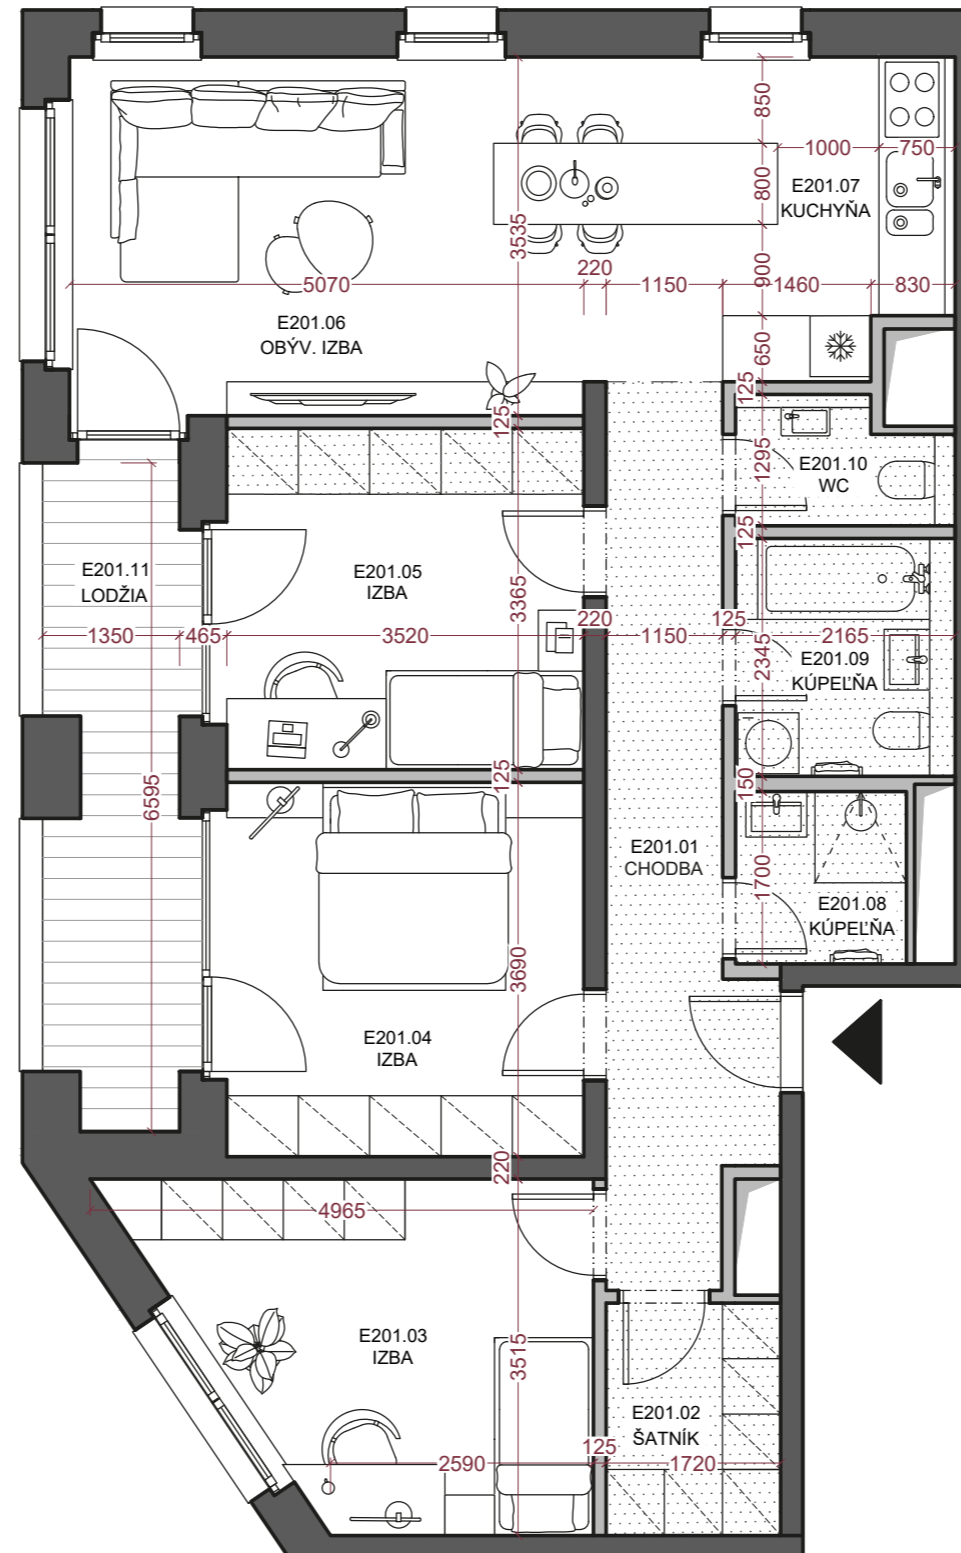 850
1000
750
800
E201.07
KUCHYŇA
3535
220
5070
1150
900
1460
830
E201.06
OBÝV. IZBA
650
125
125
1295
E201.10
WC
125
E201.11
LODŽIA
E201.05
IZBA
3365
1350
465
3520
220
1150
125
2165
2345
E201.09
KÚPEĽŇA
125
150
6595
E201.01
CHODBA
1700
E201.08
KÚPEĽŇA
3690
E201.04
IZBA
220
4965
E201.03
IZBA
3515
E201.02
ŠATNÍK
2590
125
1720